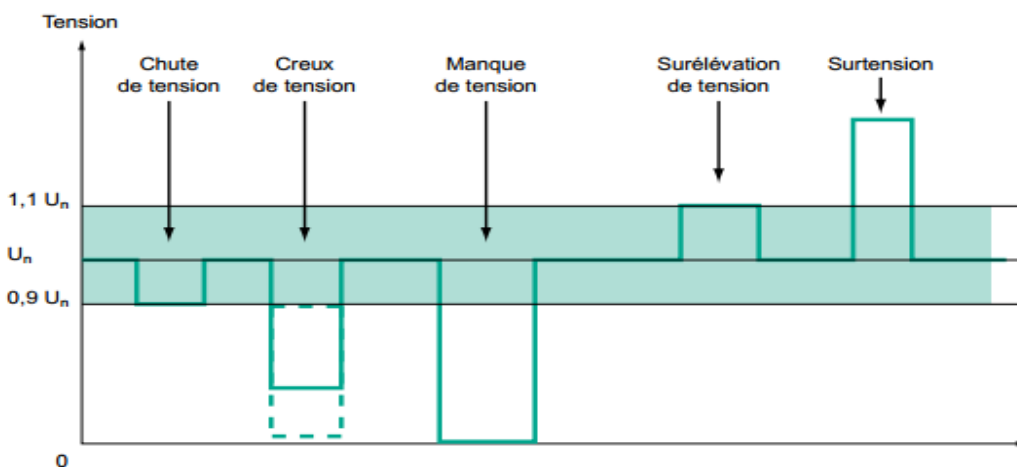 Tension
Chute
de tension
Creux
de tension
Manque
de tension
Surélévation
de tension
Surtension
1,1 Un
Un
0,9 Un
0